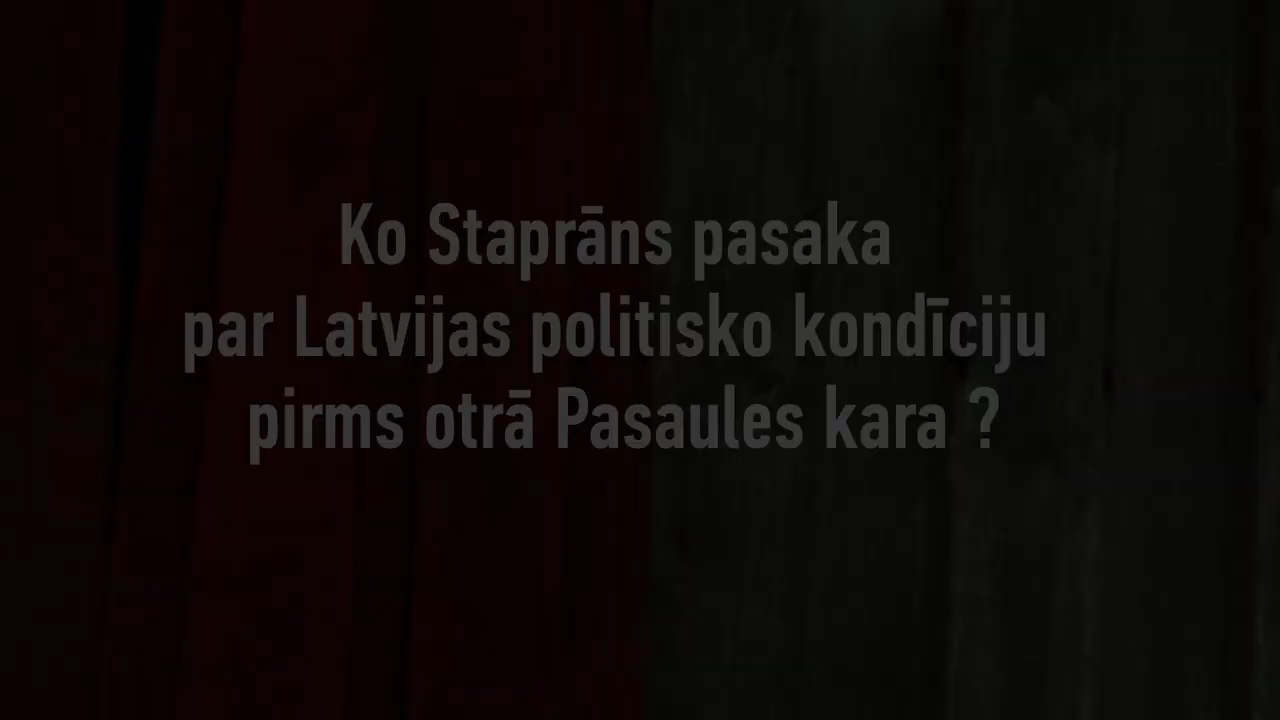 Ko Staprāns pasaka
par Latvijas politisko kondīciju
pirms otrā Pasaules kara ?